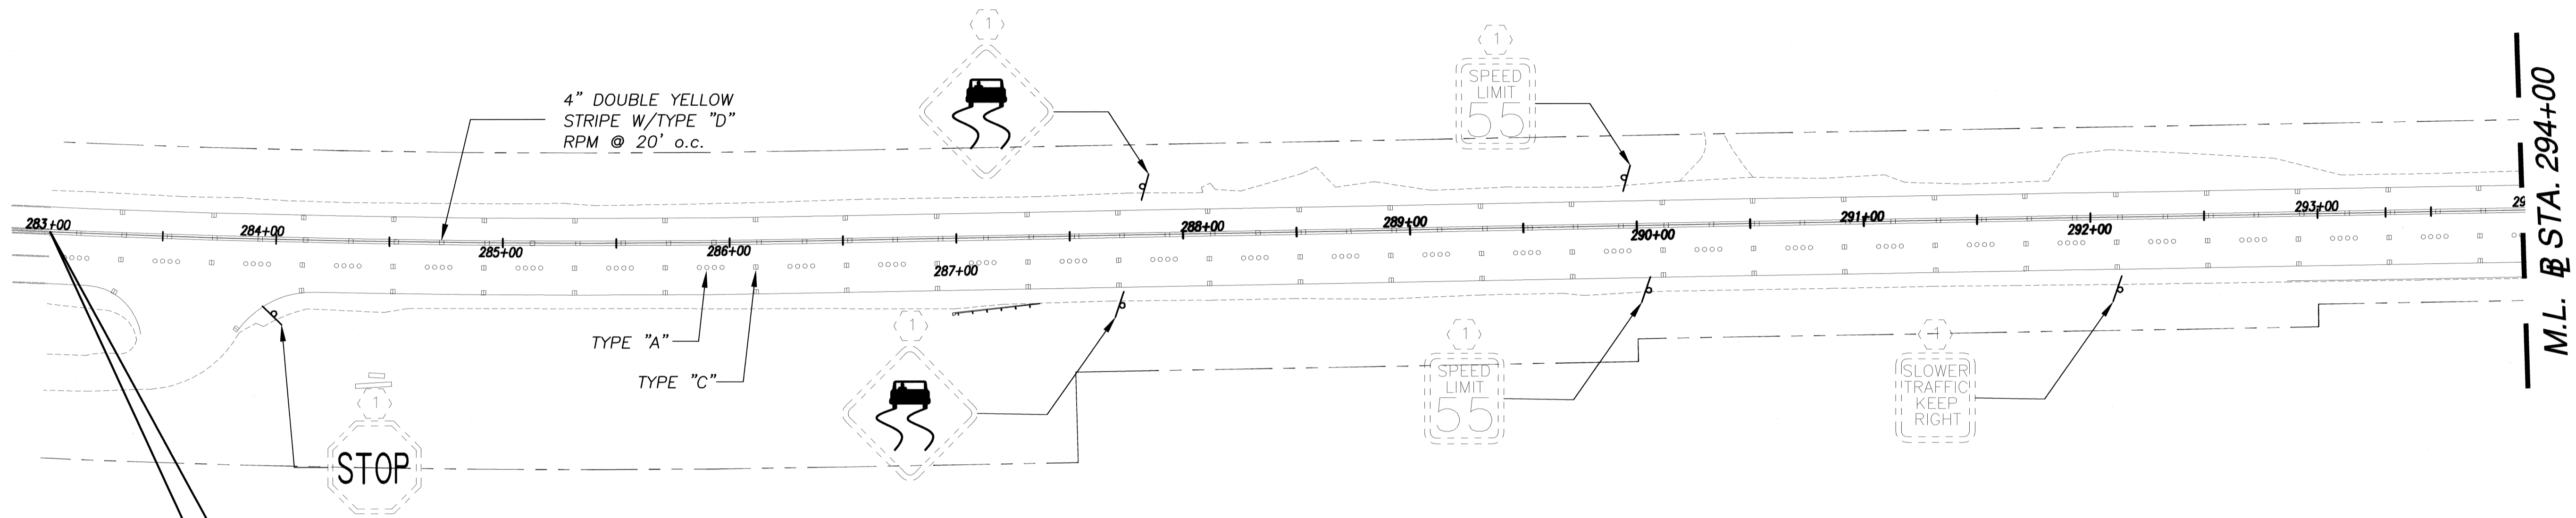 1
1
SPEED
LIMIT
55
4" DOUBLE YELLOW
STRIPE W/TYPE "D"
RPM @ 20' o.c.
283+00
284+00
285+00
286+00
287+00
288+00
289+00
290+00
291+00
292+00
293+00
29
M.L. ⅊ STA. 294+00
TYPE "A"
TYPE "C"
1
STOP
1
1
SPEED
LIMIT
55
1
SLOWER
TRAFFIC
KEEP
RIGHT